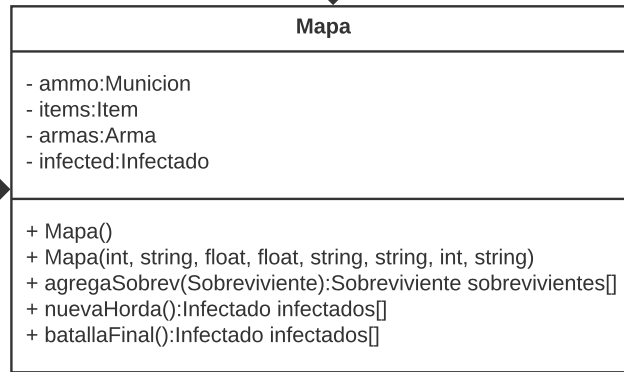 Mapa
- ammo:Municion
- items:Item
- armas:Arma
- infected:Infectado
+ Mapa()
+ Mapa(int, string, float, float, string, string, int, string)
+ agregaSobrev(Sobreviviente):Sobreviviente sobrevivientes[]
+ nuevaHorda():Infectado infectados[]
+ batallaFinal():Infectado infectados[]